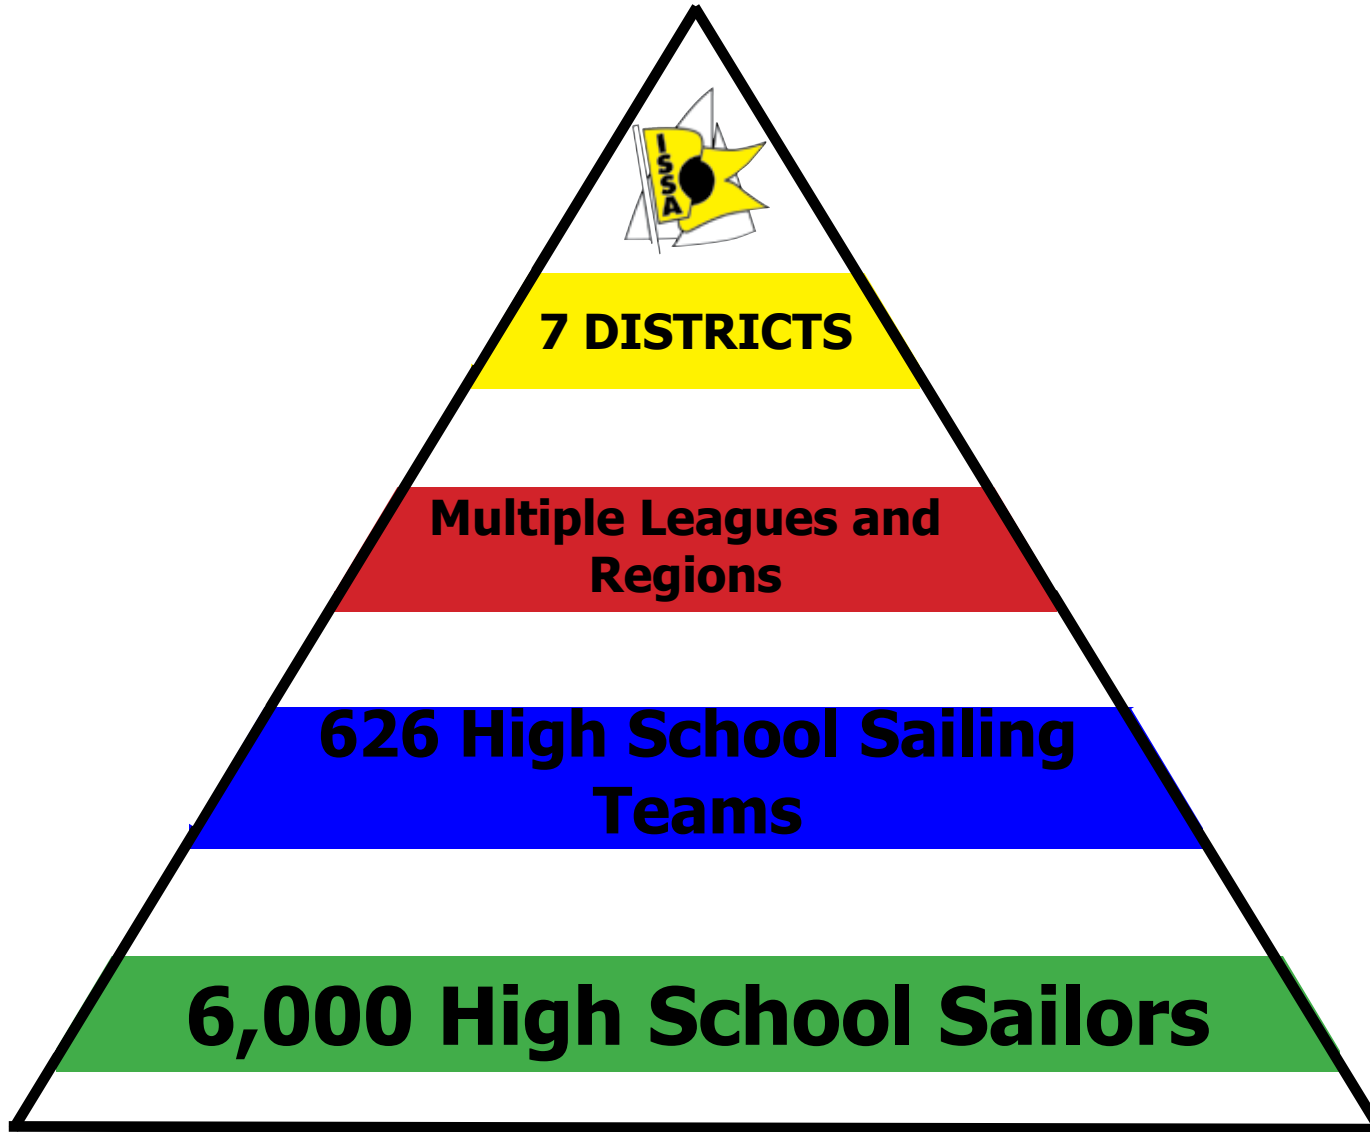 ISSA
7 DISTRICTS
Multiple Leagues and
Regions
626 High School Sailing
Teams
6,000 High School Sailors